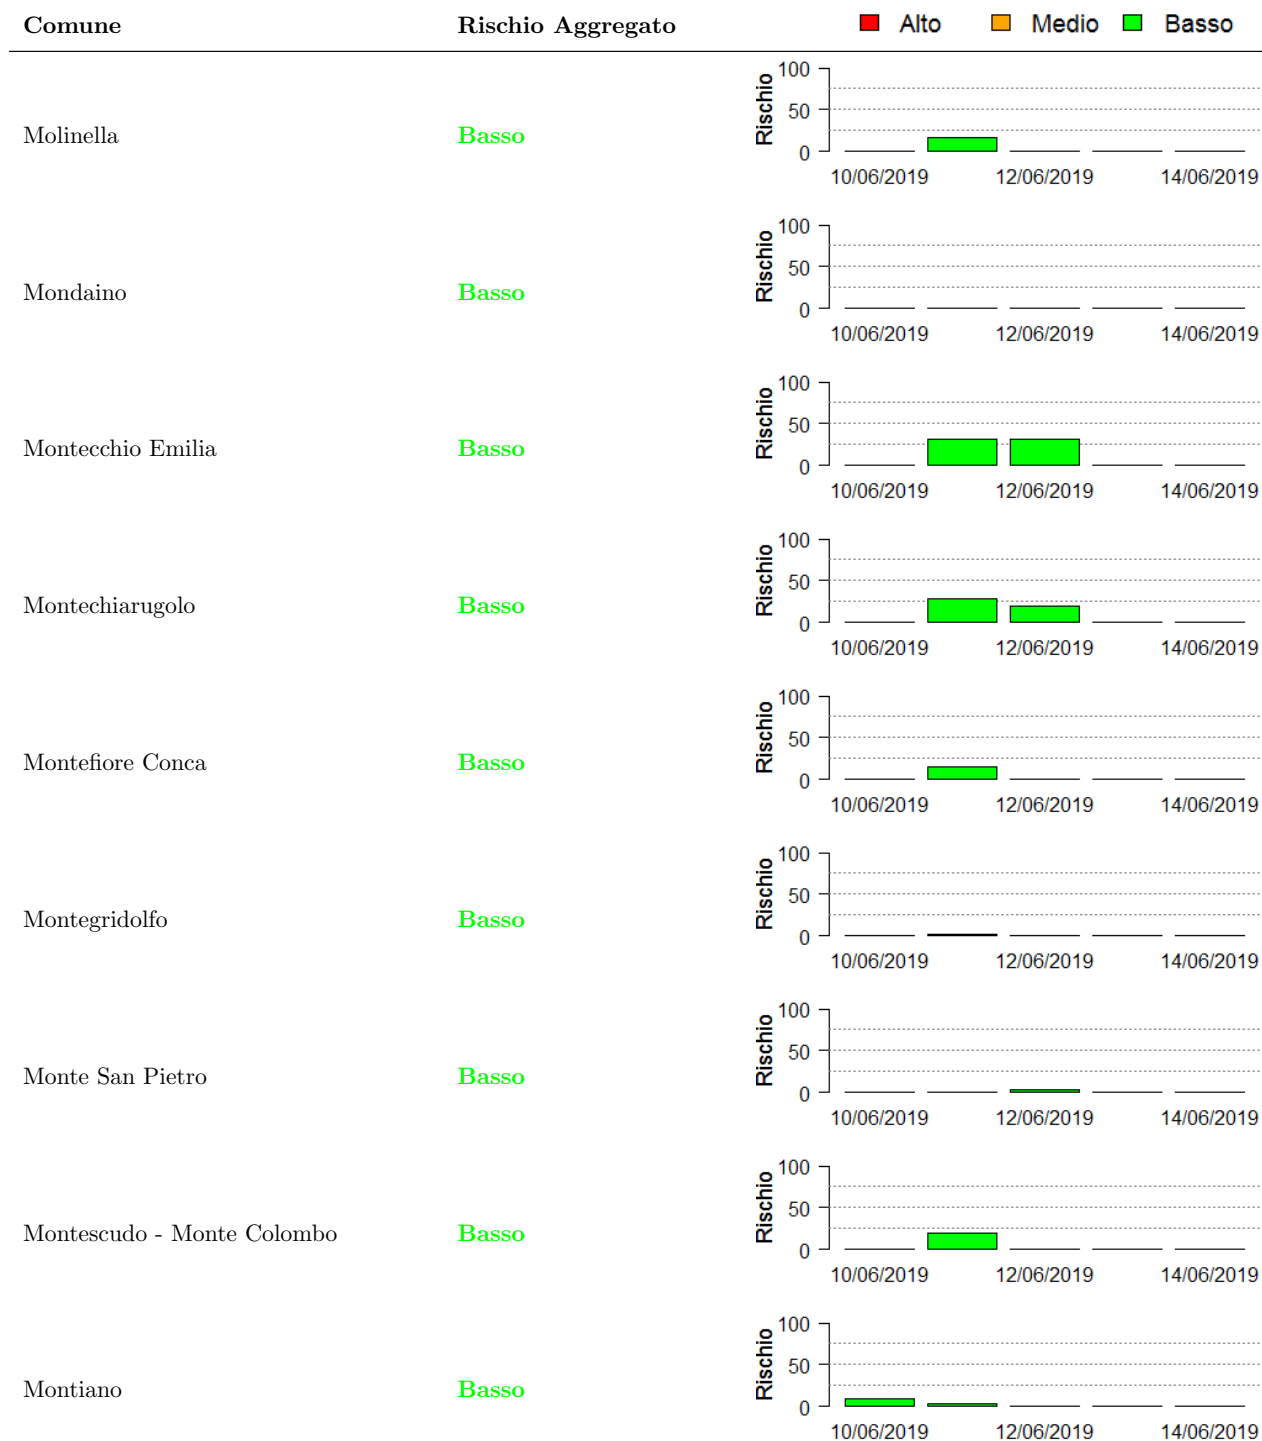 Comune Rischio Aggregato Alto Medio Basso
100
50
0
Rischio
Molinella Basso
10/06/2019 12/06/2019 14/06/2019
100
50
0
Rischio
Mondaino Basso
10/06/2019 12/06/2019 14/06/2019
100
50
0
Rischio
Montecchio Emilia Basso
10/06/2019 12/06/2019 14/06/2019
100
50
0
Rischio
Montechiarugolo Basso
10/06/2019 12/06/2019 14/06/2019
100
50
0
Rischio
Montefiore Conca Basso
10/06/2019 12/06/2019 14/06/2019
100
50
0
Rischio
Montegridolfo Basso
10/06/2019 12/06/2019 14/06/2019
100
50
0
Rischio
Monte San Pietro Basso
10/06/2019 12/06/2019 14/06/2019
100
50
0
Rischio
Montescudo - Monte Colombo Basso
10/06/2019 12/06/2019 14/06/2019
100
50
0
Rischio
Montiano Basso
10/06/2019 12/06/2019 14/06/2019